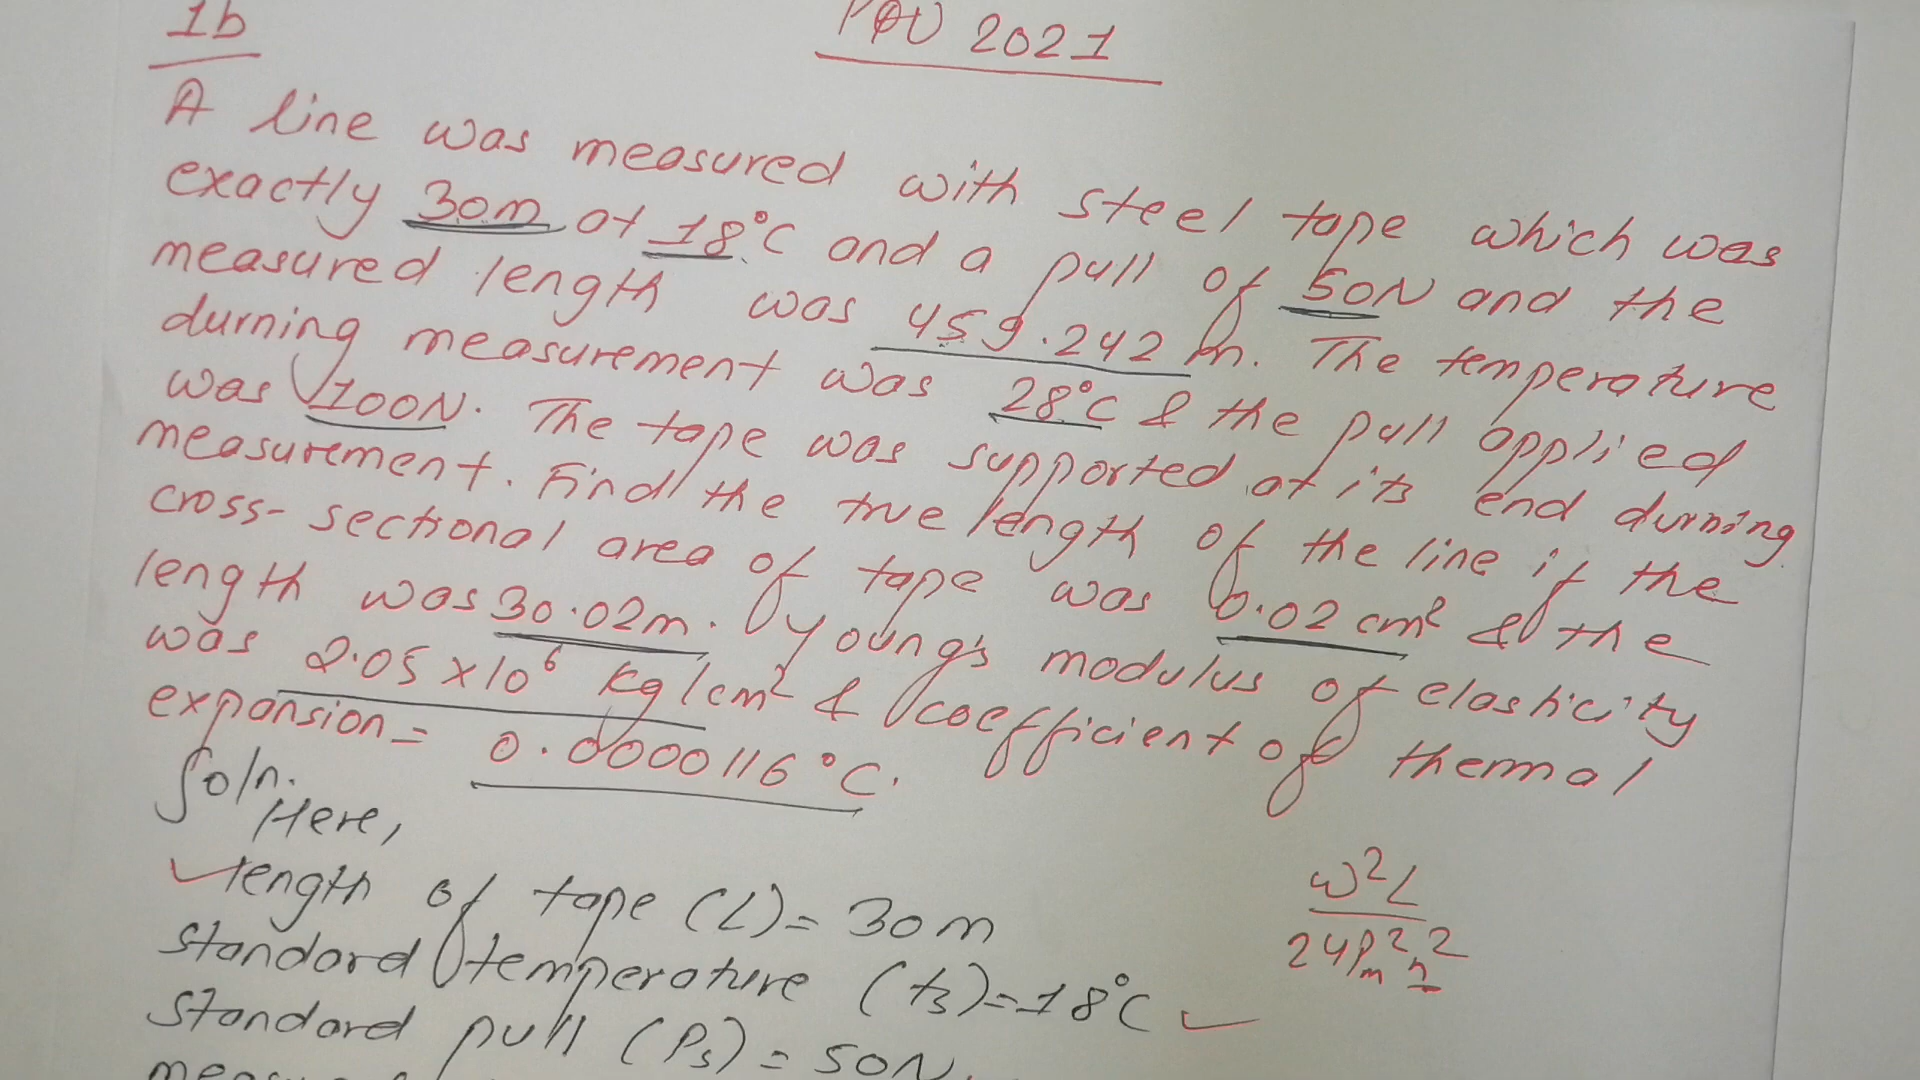 1b
POU 2021
A line was measured with steel tape which was
exactly 30m at 18°C and a pull of 50N and the
measured length was 459.242 m. The temperature
durning measurement was 28°C & the pull applied
was 100N. The tape was supported at its end durning
measurement. Find the true length of the line if the
cross-sectional area of tape was 0.02 cm² & the
length was 30.02m. Young's modulus of elasticity
was 2.05 x 10⁶ kg/cm² & coefficient of thermal
expansion = 0.0000116°C.
Soln.
Here,
length of tape (L) = 30m
w²L
24Pm²n²
standard temperature (ts) = 18°C
Standard pull (Ps) = 50N.